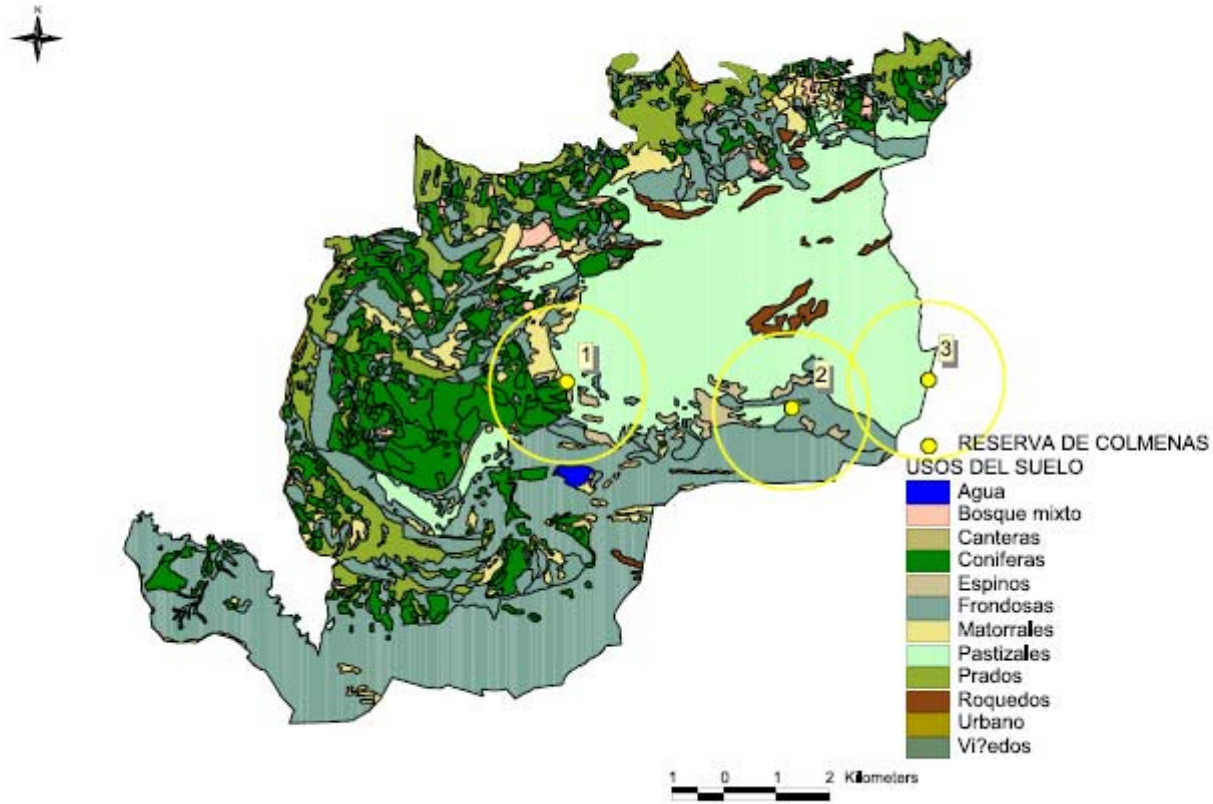 N
1
2
3
RESERVA DE COLMENAS
USOS DEL SUELO
Agua
Bosque mixto
Canteras
Coniferas
Espinos
Frondosas
Matorrales
Pastizales
Prados
Roquedos
Urbano
Vi?edos
1 0 1 2 Kilometers